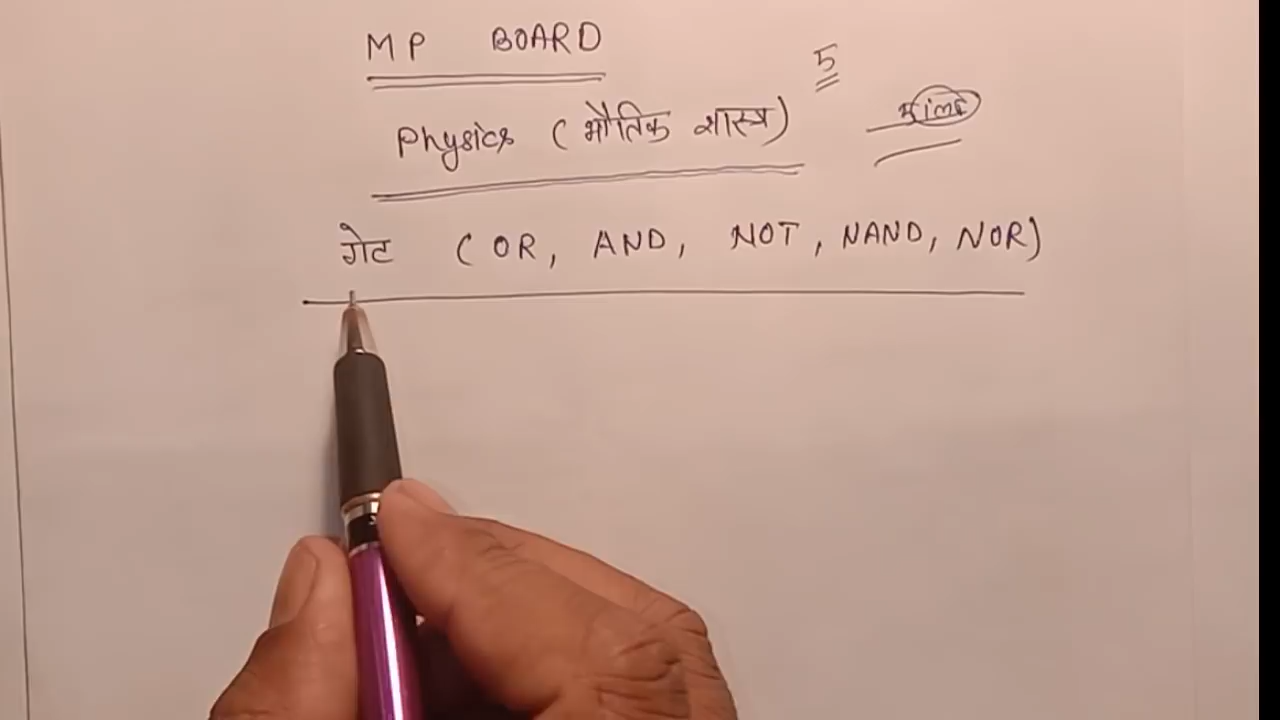 MP BOARD
5
Physics (भौतिक शास्त्र)
गेट (OR, AND, NOT, NAND, NOR)